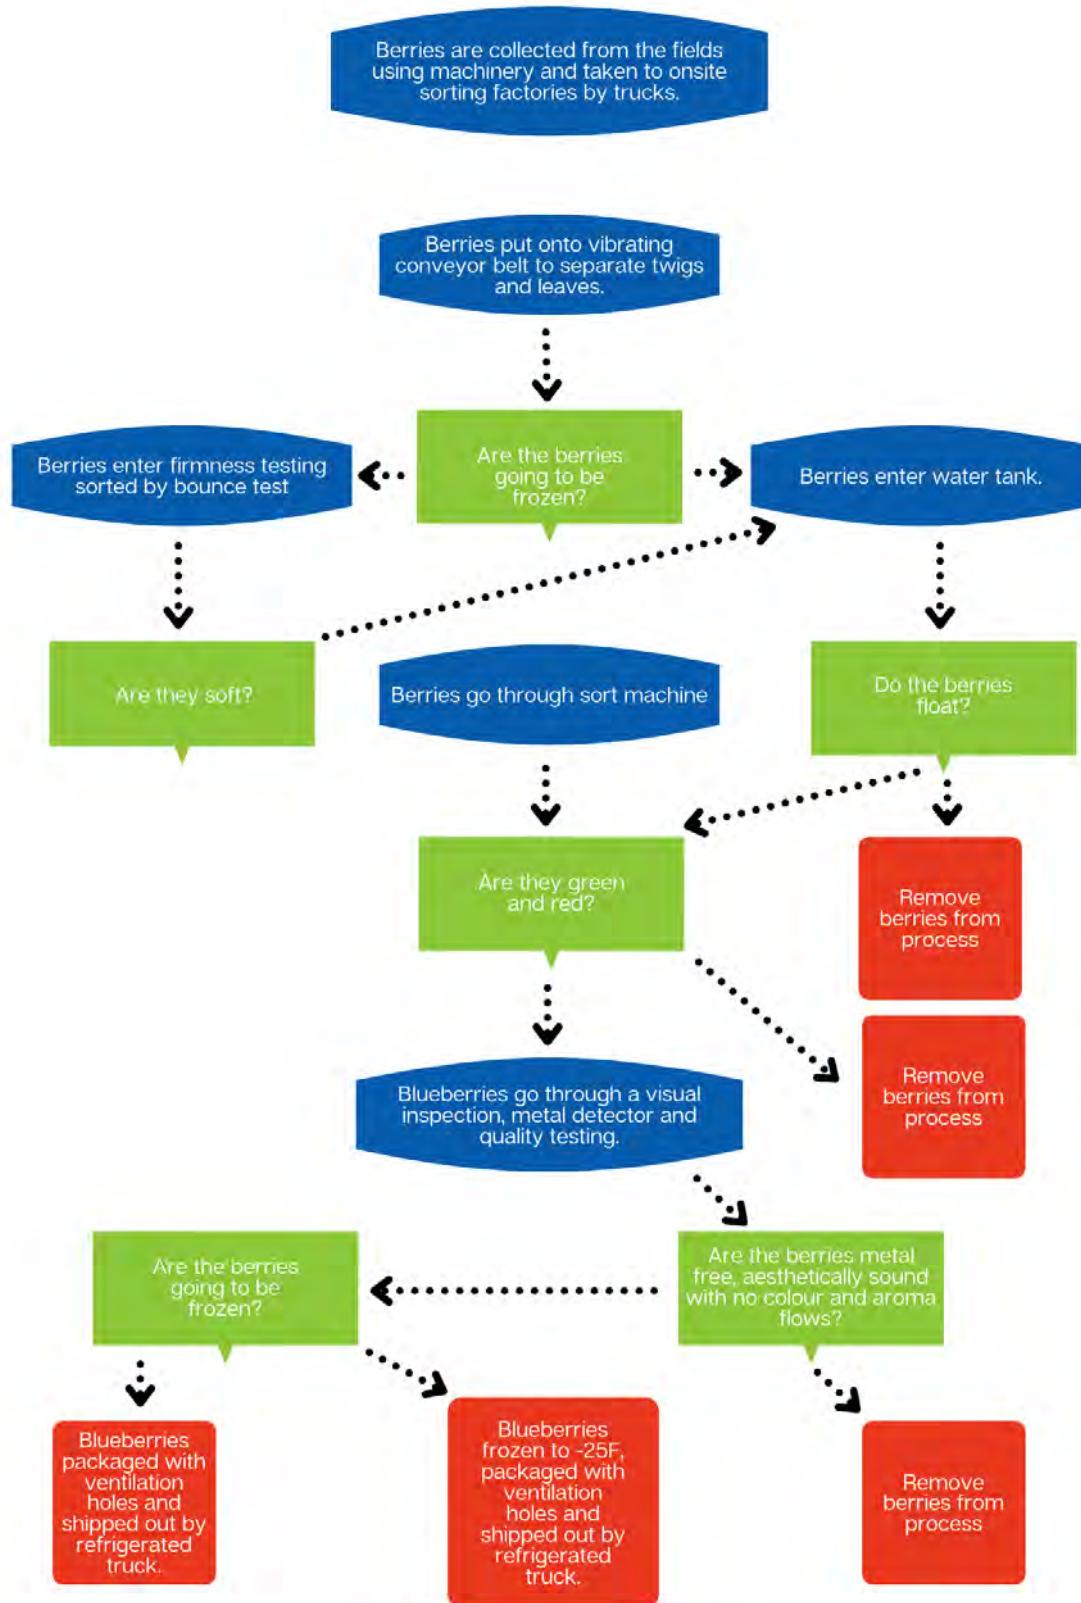 Berries are collected from the fields
using machinery and taken to onsite
sorting factories by trucks.
Berries put onto vibrating
conveyor belt to separate twigs
and leaves.
Berries enter firmness testing
sorted by bounce test
Are the berries
going to be
frozen?
Berries enter water tank.
Are they soft?
Berries go through sort machine
Do the berries
float?
Are they green
and red?
Remove
berries from
process
Remove
berries from
process
Blueberries go through a visual
inspection, metal detector and
quality testing.
Are the berries
going to be
frozen?
Are the berries metal
free, aesthetically sound
with no colour and aroma
flows?
Blueberries
packaged with
ventilation
holes and
shipped out by
refrigerated
truck.
Blueberries
frozen to -25F,
packaged with
ventilation
holes and
shipped out by
refrigerated
truck.
Remove
berries from
process